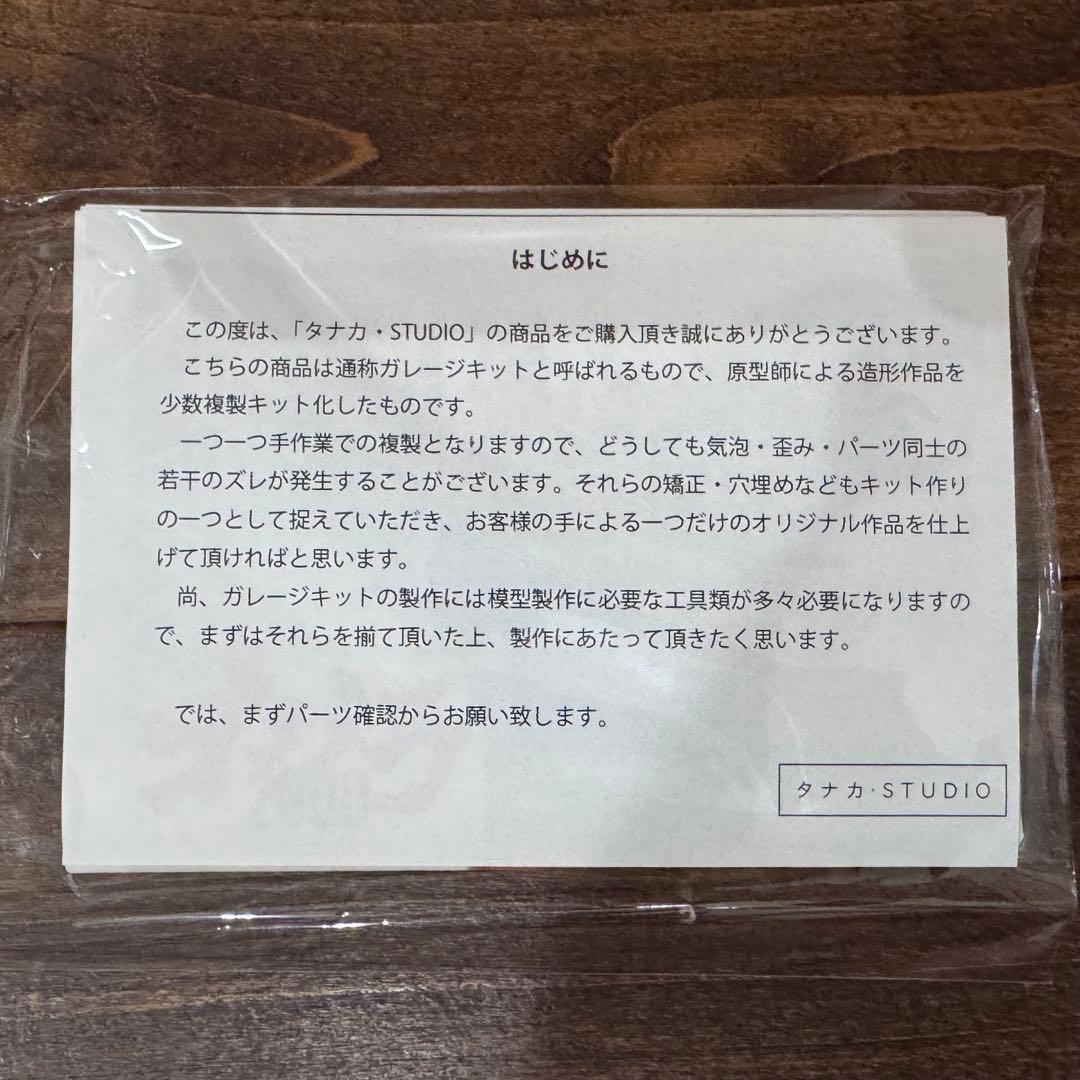 はじめに
この度は、「タナカ・STUDIO」の商品をご購入頂き誠にありがとうございます。
こちらの商品は通称ガレージキットと呼ばれるもので、原型師による造形作品を
少数複製キット化したものです。
一つ一つ手作業での複製となりますので、どうしても気泡・歪み・パーツ同士の
若干のズレが発生することがございます。それらの矯正・穴埋めなどもキット作り
の一つとして捉えていただき、お客様の手による一つだけのオリジナル作品を仕上
げて頂ければと思います。
尚、ガレージキットの製作には模型製作に必要な工具類が多々必要になりますの
で、まずはそれらを揃て頂いた上、製作にあたって頂きたく思います。
では、まずパーツ確認からお願い致します。
タナカ·STUDIO